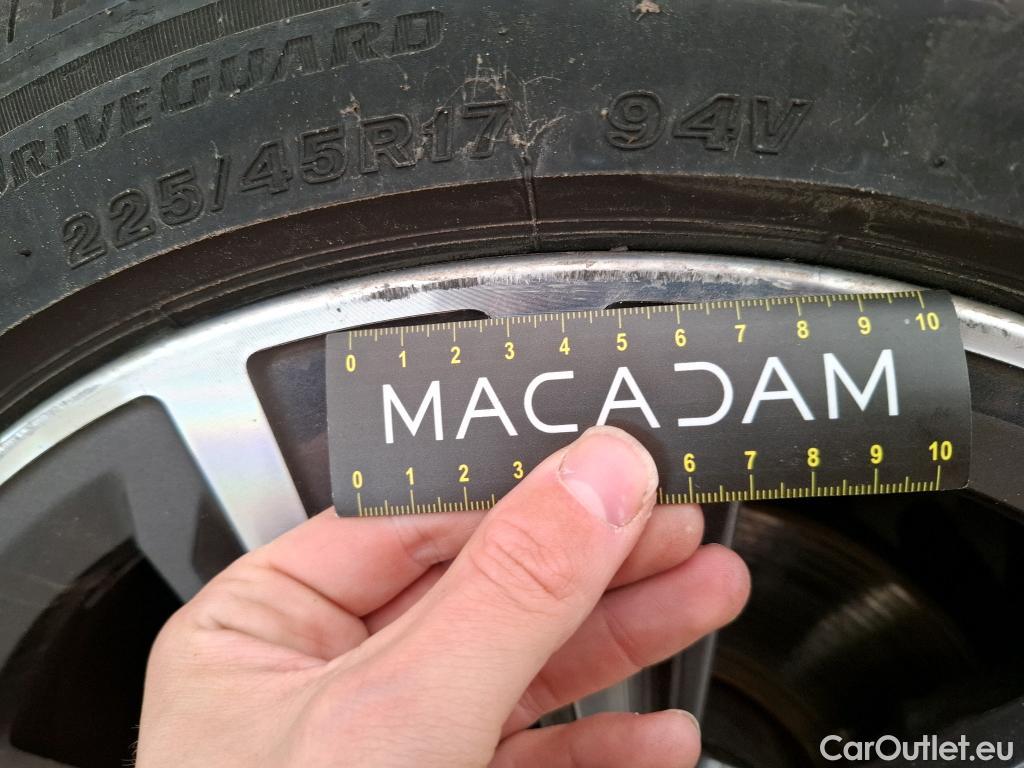 DRIVEGUARD
225/45R17 94V
0 1 2 3 4 5 6 7 8 9 10
MACADAM
0 1 2 3 6 7 8 9 10
CarOutlet.eu